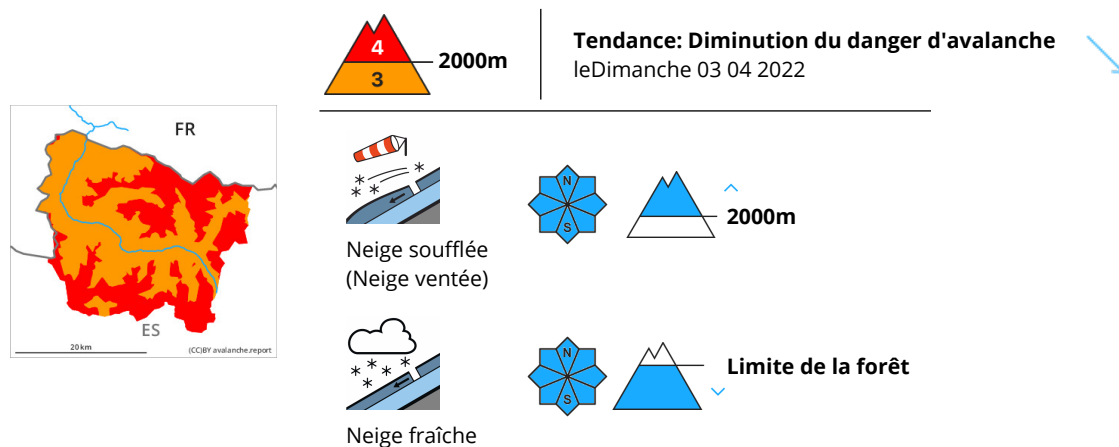 4
2000m
3
Tendance: Diminution du danger d'avalanche
leDimanche 03 04 2022
FR
ES
20 km
(CC)BY avalanche.report
N
S
2000m
Neige soufflée
(Neige ventée)
N
S
Limite de la forêt
Neige fraîche